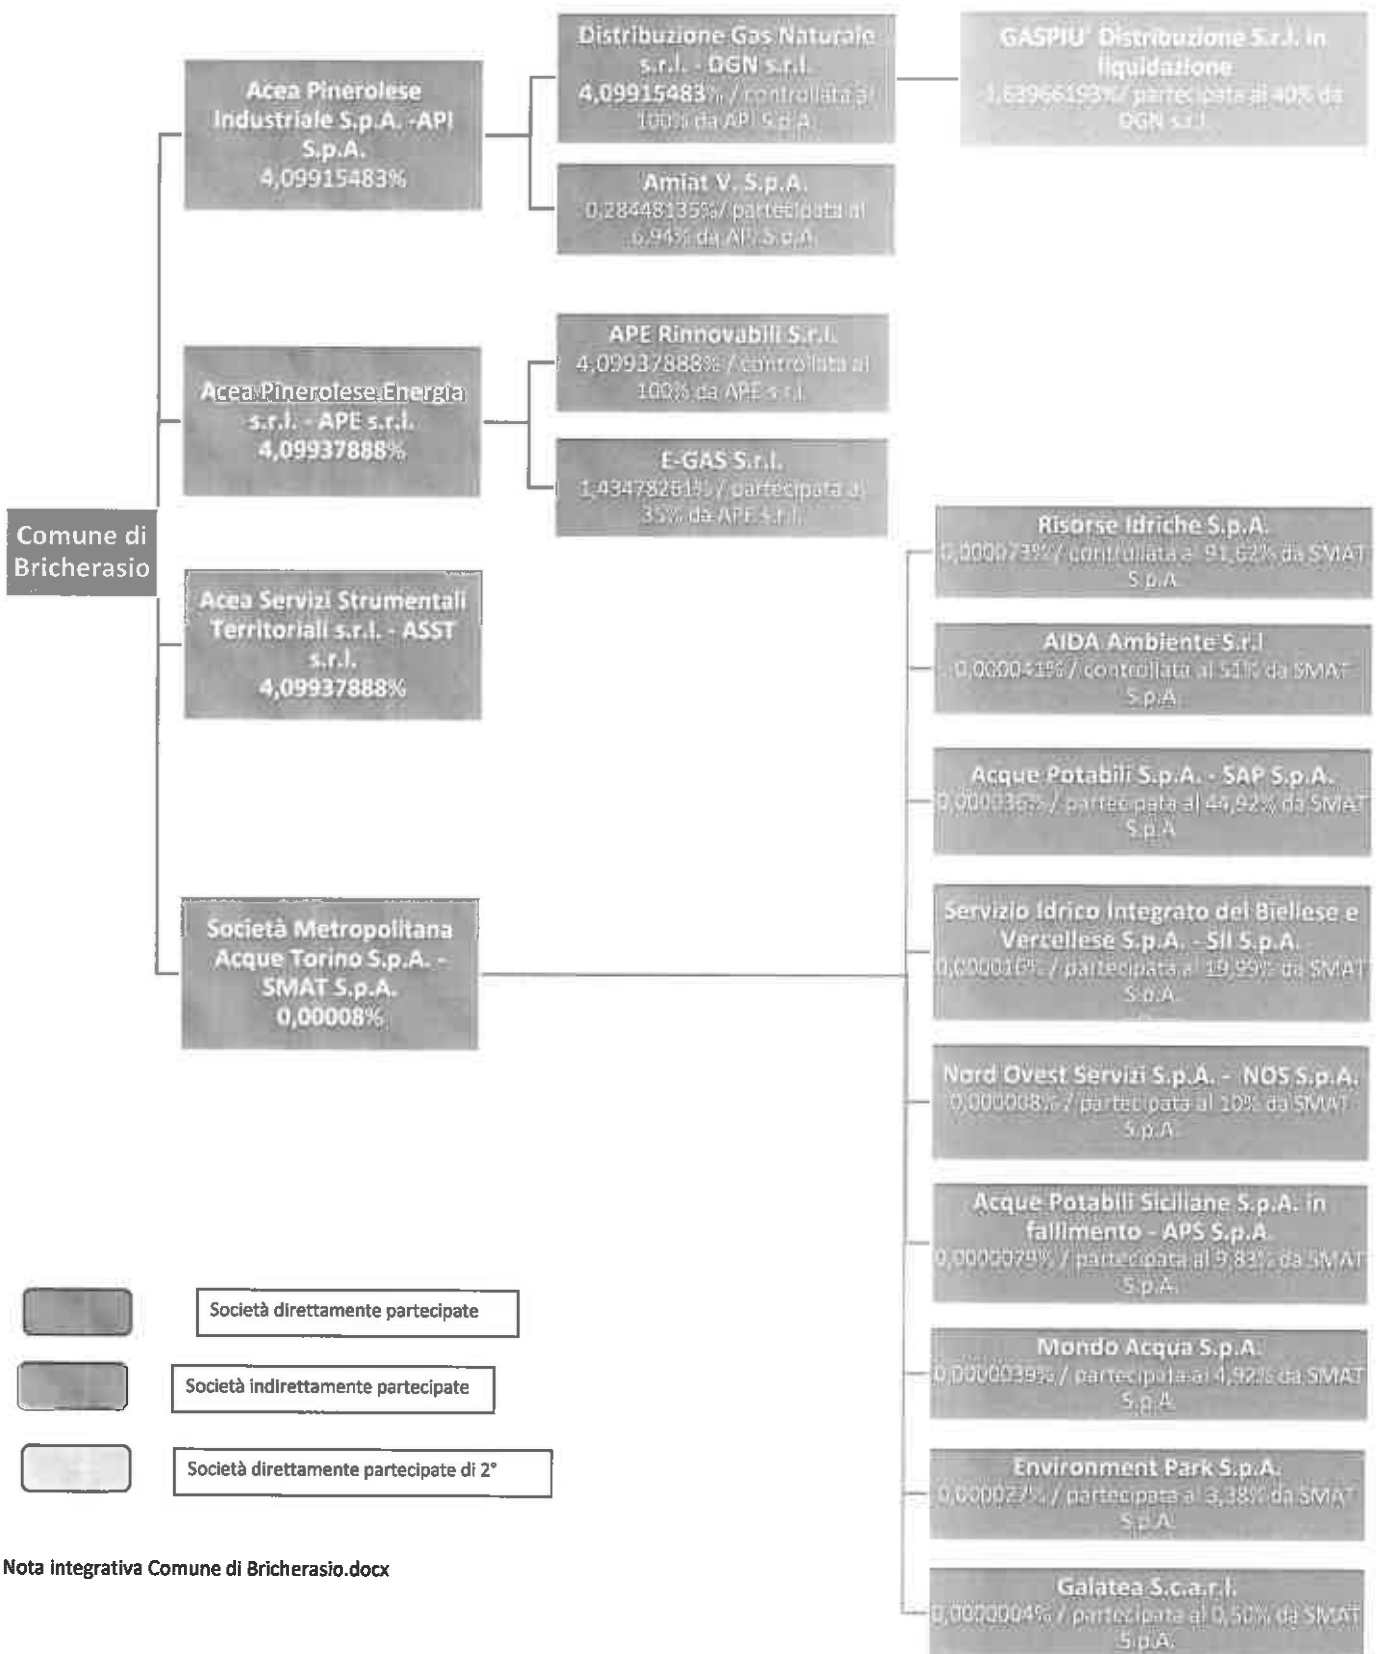 Comune di
Bricherasio
Acea Pinerolese
Industriale S.p.A. -API
S.p.A.
4,09915483%
Distribuzione Gas Naturale
s.r.l. - DGN s.r.l.
4,09915483% / controllata al
100% da API S.p.A.
GASPIU' Distribuzione S.r.l. in
liquidazione
1,63966193%/ partecipata al 40% da
DGN s.r.l.
Amiat V. S.p.A.
0,28448135%/ partecipata al
6,94% da API S.p.A.
Acea Pinerolese Energia
s.r.l. - APE s.r.l.
4,09937888%
APE Rinnovabili S.r.l.
4,09937888% / controllata al
100% da APE s.r.l.
E-GAS S.r.l.
1,43478261%/ partecipata al
35% da APE s.r.l.
Acea Servizi Strumentali
Territoriali s.r.l. - ASST
s.r.l.
4,09937888%
Società Metropolitana
Acque Torino S.p.A. -
SMAT S.p.A.
0,00008%
Risorse Idriche S.p.A.
0,000073% / controllata al 91,62% da SMAT
S.p.A.
AIDA Ambiente S.r.l
0,000041% / controllata al 51% da SMAT
S.p.A.
Acque Potabili S.p.A. - SAP S.p.A.
0,000036% / partecipata al 44,92% da SMAT
S.p.A.
Servizio Idrico Integrato del Biellese e
Vercellese S.p.A. - SII S.p.A.
0,000016% / partecipata al 19,99% da SMAT
S.p.A.
Nord Ovest Servizi S.p.A. - NOS S.p.A.
0,000008% / partecipata al 10% da SMAT
S.p.A.
Acque Potabili Siciliane S.p.A. in
fallimento - APS S.p.A.
0,0000079% / partecipata al 9,83% da SMAT
S.p.A.
Mondo Acqua S.p.A.
0,0000039% / partecipata al 4,92% da SMAT
S.p.A.
Environment Park S.p.A.
0,000027% / partecipata al 3,38% da SMAT
S.p.A.
Galatea S.c.a.r.l.
0,0000004% / partecipata al 0,50% da SMAT
S.p.A.
Società direttamente partecipate
Società indirettamente partecipate
Società direttamente partecipate di 2°
Nota integrativa Comune di Bricherasio.docx